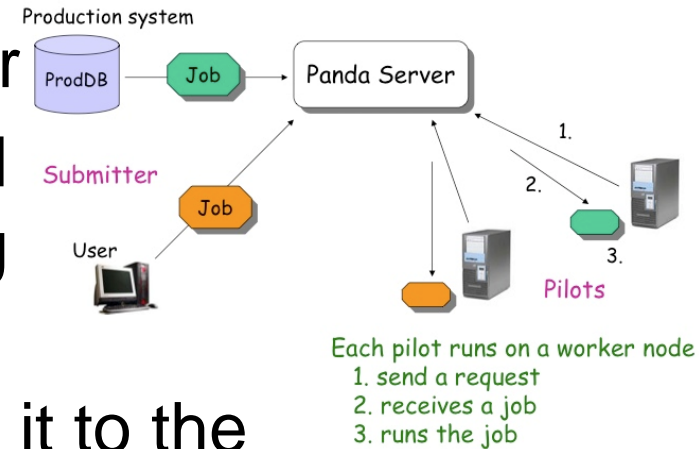 Production system
r
ProdDB
Job
Panda Server
1.
Submitter
2.
Job
User
3.
Pilots
Each pilot runs on a worker node
1. send a request
2. receives a job
3. runs the job
it to the